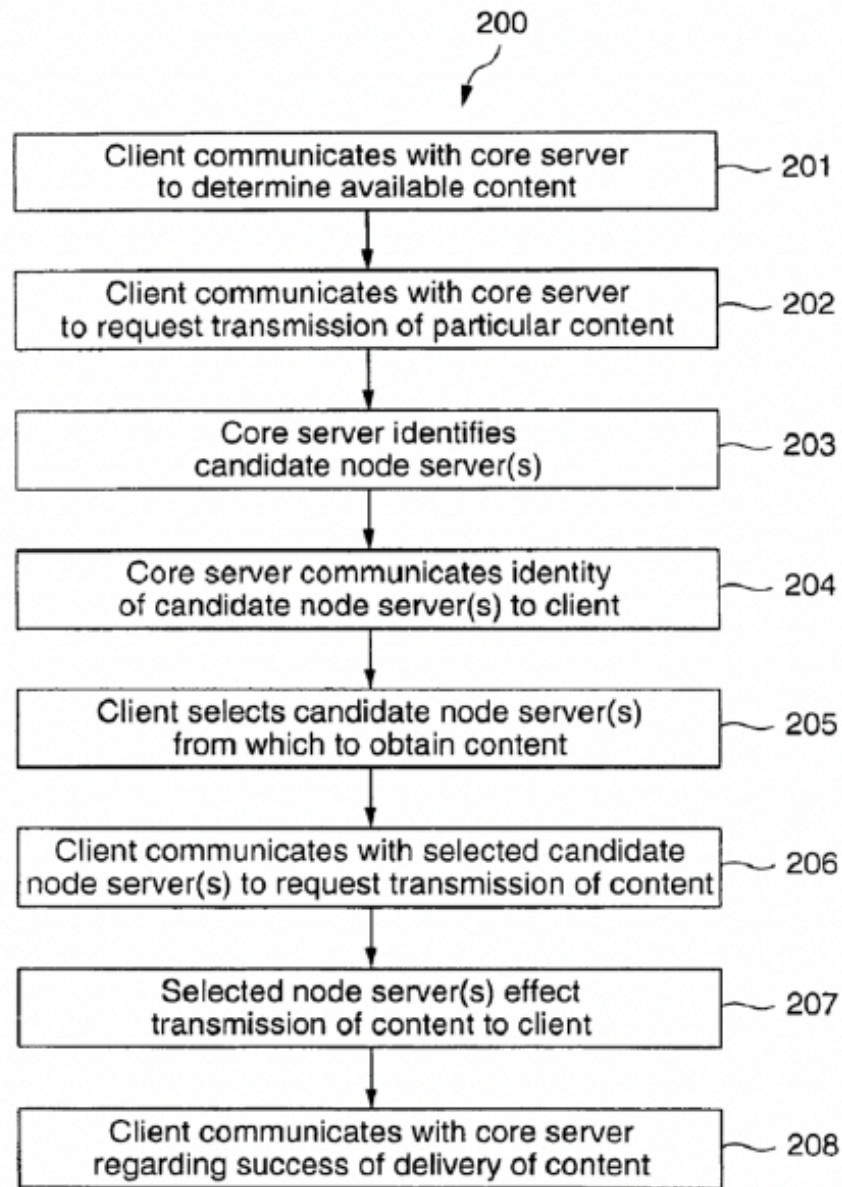 200
Client communicates with core server
to determine available content
201
Client communicates with core server
to request transmission of particular content
202
Core server identifies
candidate node server(s)
203
Core server communicates identity
of candidate node server(s) to client
204
Client selects candidate node server(s)
from which to obtain content
205
Client communicates with selected candidate
node server(s) to request transmission of content
206
Selected node server(s) effect
transmission of content to client
207
Client communicates with core server
regarding success of delivery of content
208